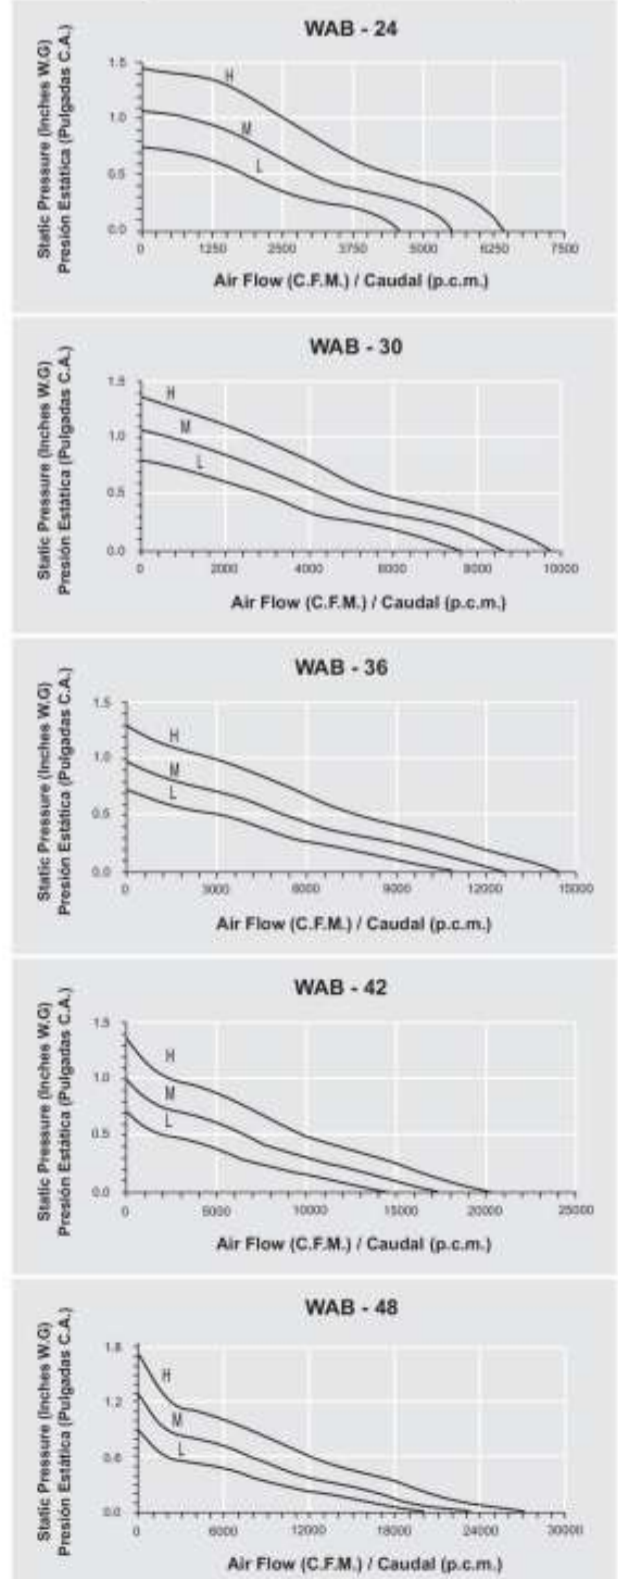 WAB - 24
Static Pressure (Inches W.G)
Presión Estática (Pulgadas C.A.)
1.5
1.0
0.5
0.0
H
M
L
0 1250 2500 3750 5000 6250 7500
Air Flow (C.F.M.) / Caudal (p.c.m.)
WAB - 30
Static Pressure (Inches W.G)
Presión Estática (Pulgadas C.A.)
1.5
1.0
0.5
0.0
H
M
L
0 2000 4000 6000 8000 10000
Air Flow (C.F.M.) / Caudal (p.c.m.)
WAB - 36
Static Pressure (Inches W.G)
Presión Estática (Pulgadas C.A.)
1.5
1.0
0.5
0.0
H
M
L
0 3000 6000 9000 12000 15000
Air Flow (C.F.M.) / Caudal (p.c.m.)
WAB - 42
Static Pressure (Inches W.G)
Presión Estática (Pulgadas C.A.)
1.5
1.0
0.5
0.0
H
M
L
0 5000 10000 15000 20000 25000
Air Flow (C.F.M.) / Caudal (p.c.m.)
WAB - 48
Static Pressure (Inches W.G)
Presión Estática (Pulgadas C.A.)
1.8
1.2
0.6
0.0
H
M
L
0 6000 12000 18000 24000 30000
Air Flow (C.F.M.) / Caudal (p.c.m.)